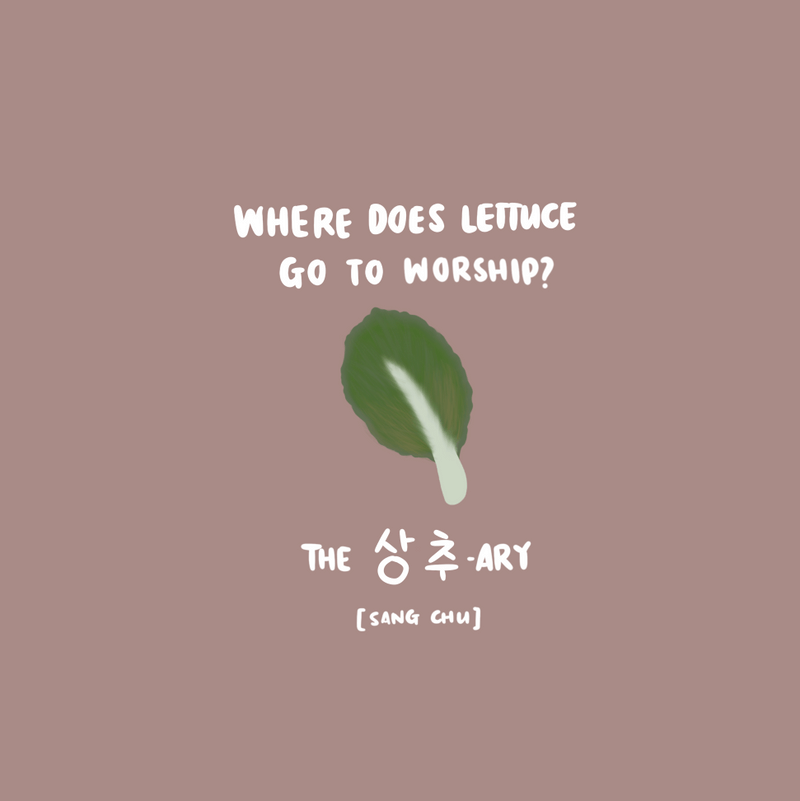 WHERE DOES LETTUCE
GO TO WORSHIP?
THE 상추-ARY
[SANG CHU]